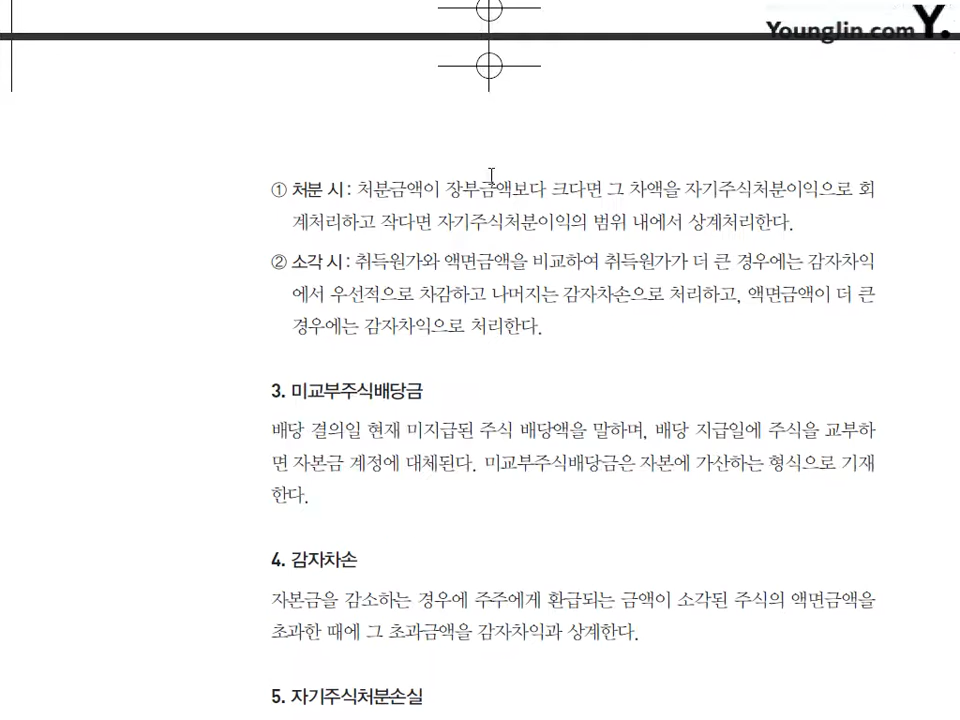 Younglin.com Y.
① 처분 시 : 처분금액이 장부금액보다 크다면 그 차액을 자기주식처분이익으로 회
계처리하고 작다면 자기주식처분이익의 범위 내에서 상계처리한다.
② 소각 시 : 취득원가와 액면금액을 비교하여 취득원가가 더 큰 경우에는 감자차익
에서 우선적으로 차감하고 나머지는 감자차손으로 처리하고, 액면금액이 더 큰
경우에는 감자차익으로 처리한다.
3. 미교부주식배당금
배당 결의일 현재 미지급된 주식 배당액을 말하며, 배당 지급일에 주식을 교부하
면 자본금 계정에 대체된다. 미교부주식배당금은 자본에 가산하는 형식으로 기재
한다.
4. 감자차손
자본금을 감소하는 경우에 주주에게 환급되는 금액이 소각된 주식의 액면금액을
초과한 때에 그 초과금액을 감자차익과 상계한다.
5. 자기주식처분손실